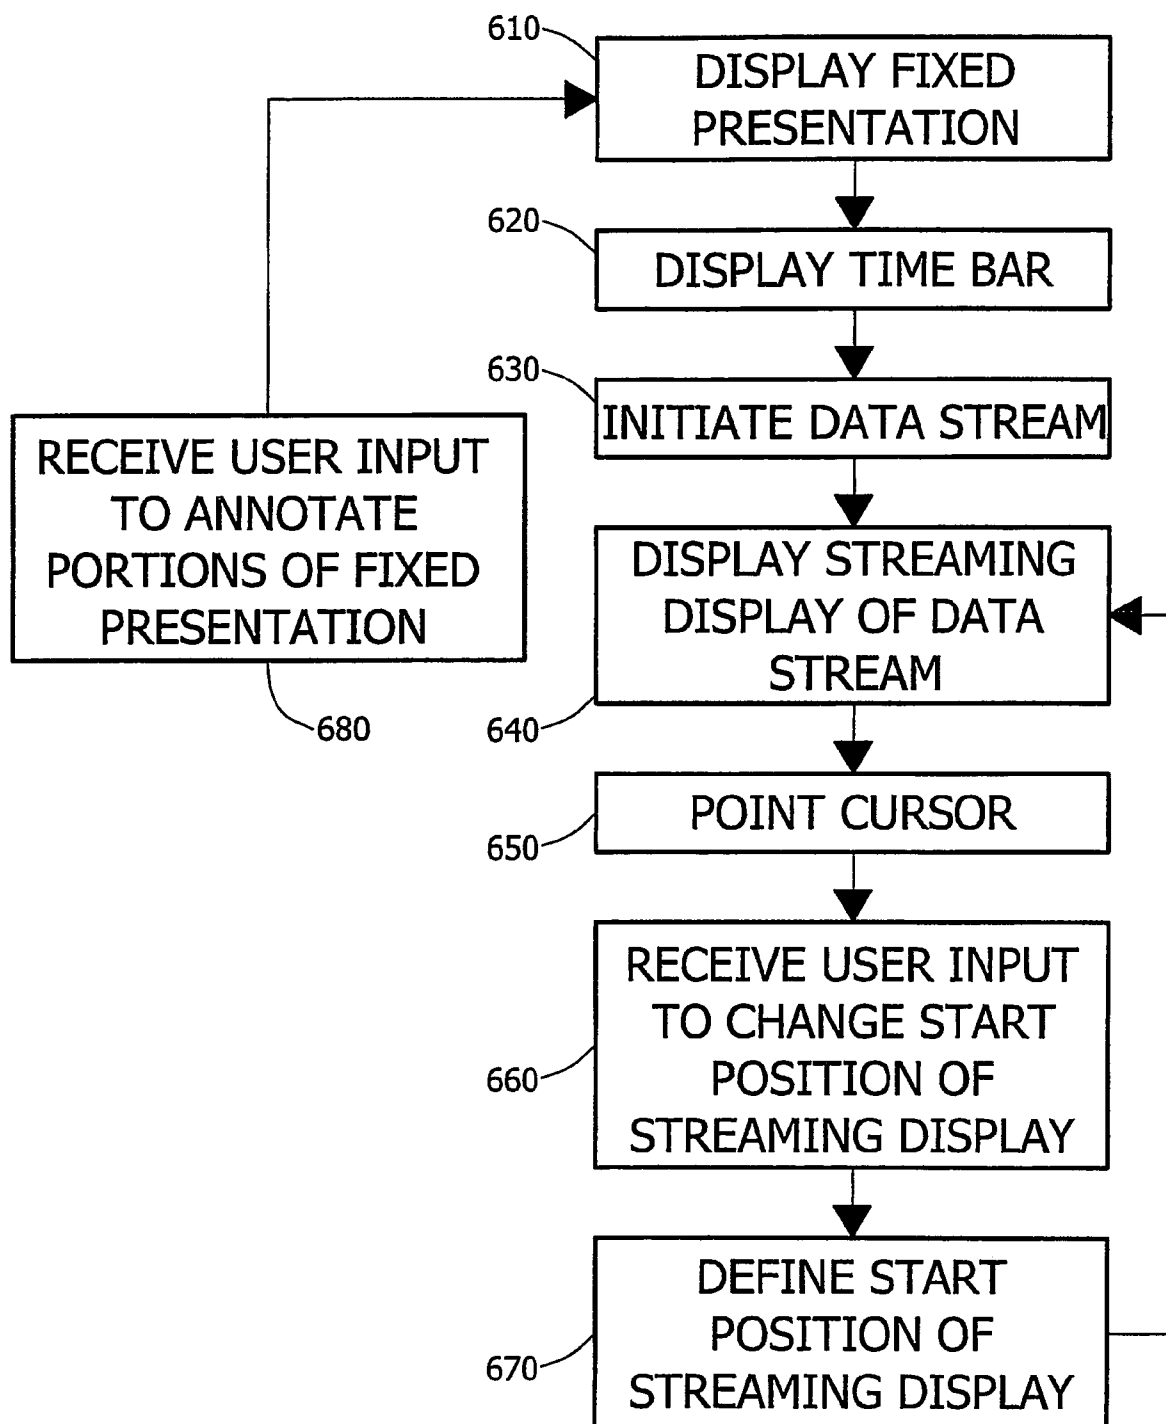 610
DISPLAY FIXED
PRESENTATION
620
DISPLAY TIME BAR
630
INITIATE DATA STREAM
RECEIVE USER INPUT
TO ANNOTATE
PORTIONS OF FIXED
PRESENTATION
680
DISPLAY STREAMING
DISPLAY OF DATA
STREAM
640
POINT CURSOR
650
RECEIVE USER INPUT
TO CHANGE START
POSITION OF
STREAMING DISPLAY
660
DEFINE START
POSITION OF
STREAMING DISPLAY
670